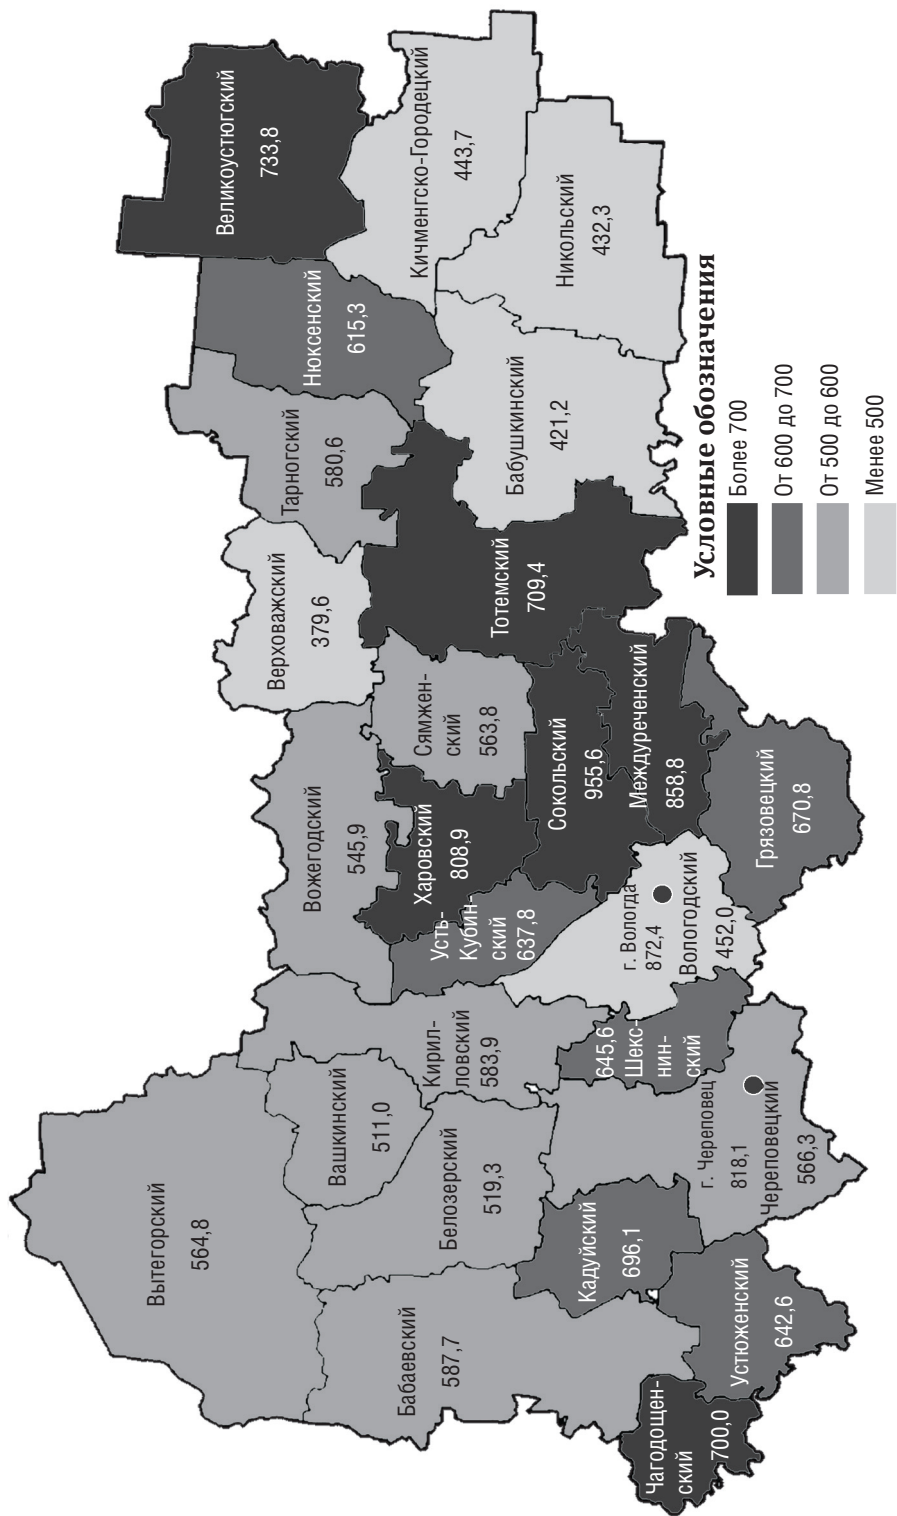 Вытегорский
564,8
Вашкинский
511,0
Кирил-
ловский
583,9
Белозерский
519,3
Бабаевский
587,7
Кадуйский
696,1
Чагодощен-
ский
700,0
Устюженский
642,6
г. Череповец
818,1
Череповецкий
566,3
645,6
Шекс-
нин-
ский
Вожегодский
545,9
Харовский
808,9
Усть-
Кубин-
ский
637,8
г. Вологда
872,4
Вологодский
452,0
Верховажский
379,6
Сямжен-
ский
563,8
Сокольский
955,6
Междуреченский
858,8
Грязовецкий
670,8
Тарногский
580,6
Тотемский
709,4
Нюксенский
615,3
Бабушкинский
421,2
Великоустюгский
733,8
Кичменгско-Городецкий
443,7
Никольский
432,3
Условные обозначения
Более 700
От 600 до 700
От 500 до 600
Менее 500